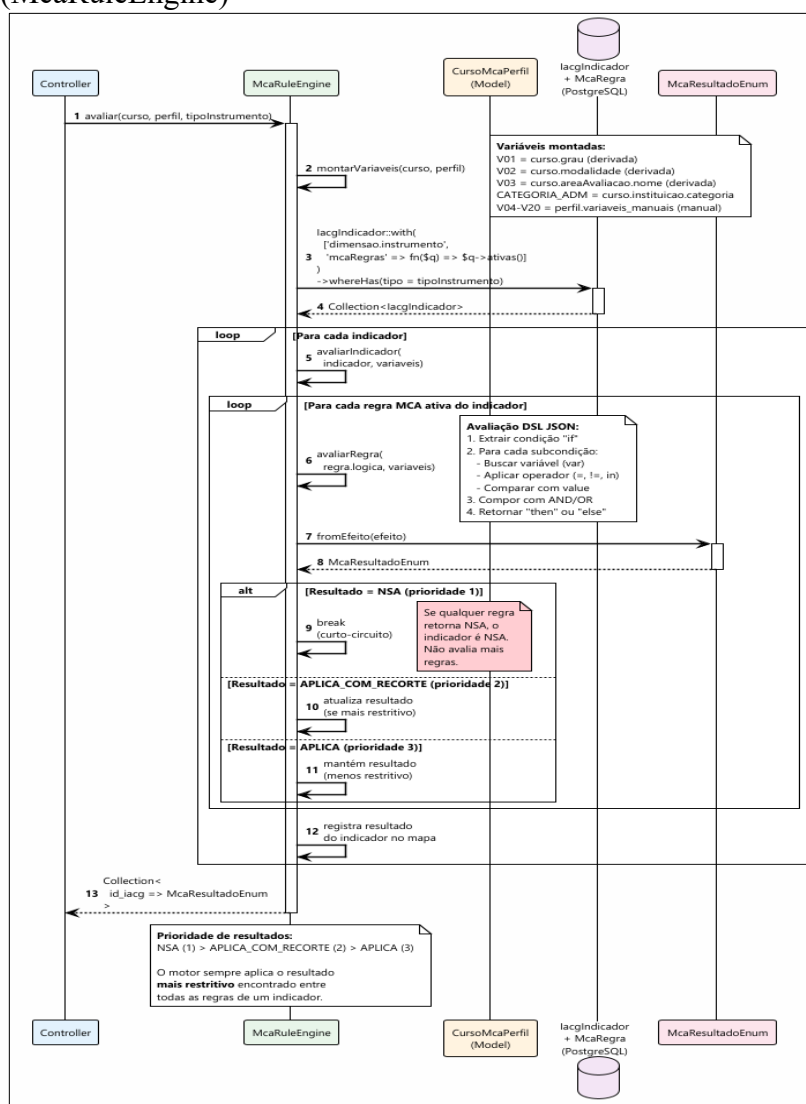 (McaRuleEngine)
Controller
McaRuleEngine
CursoMcaPerfil
(Model)
IacgIndicador
+ McaRegra
(PostgreSQL)
McaResultadoEnum
1 avaliar(curso, perfil, tipoInstrumento)
Variáveis montadas:
V01 = curso.grau (derivada)
V02 = curso.modalidade (derivada)
V03 = curso.areaAvaliacao.nome (derivada)
CATEGORIA_ADM = curso.instituicao.categoria
V04-V20 = perfil.variaveis_manuais (manual)
2 montarVariaveis(curso, perfil)
IacgIndicador::with(
['dimensao.instrumento',
3 'mcaRegras' => fn($q) => $q->ativas()]
)
->whereHas(tipo = tipoInstrumento)
4 Collection<IacgIndicador>
loop [Para cada indicador]
5 avaliarIndicador(
indicador, variaveis)
loop [Para cada regra MCA ativa do indicador]
Avaliação DSL JSON:
1. Extrair condição "if"
2. Para cada subcondição:
- Buscar variável (var)
- Aplicar operador (=, !=, in)
- Comparar com value
3. Compor com AND/OR
4. Retornar "then" ou "else"
6 avaliarRegra(
regra.logica, variaveis)
7 fromEfeito(efeito)
8 McaResultadoEnum
alt [Resultado = NSA (prioridade 1)]
Se qualquer regra
retorna NSA, o
indicador é NSA.
Não avalia mais
regras.
9 break
(curto-circuito)
[Resultado = APLICA_COM_RECORTE (prioridade 2)]
10 atualiza resultado
(se mais restritivo)
[Resultado = APLICA (prioridade 3)]
11 mantém resultado
(menos restritivo)
12 registra resultado
do indicador no mapa
Collection<
13 id_iacg => McaResultadoEnum
>
Prioridade de resultados:
NSA (1) > APLICA_COM_RECORTE (2) > APLICA (3)
O motor sempre aplica o resultado
mais restritivo encontrado entre
todas as regras de um indicador.
Controller
McaRuleEngine
CursoMcaPerfil
(Model)
IacgIndicador
+ McaRegra
(PostgreSQL)
McaResultadoEnum